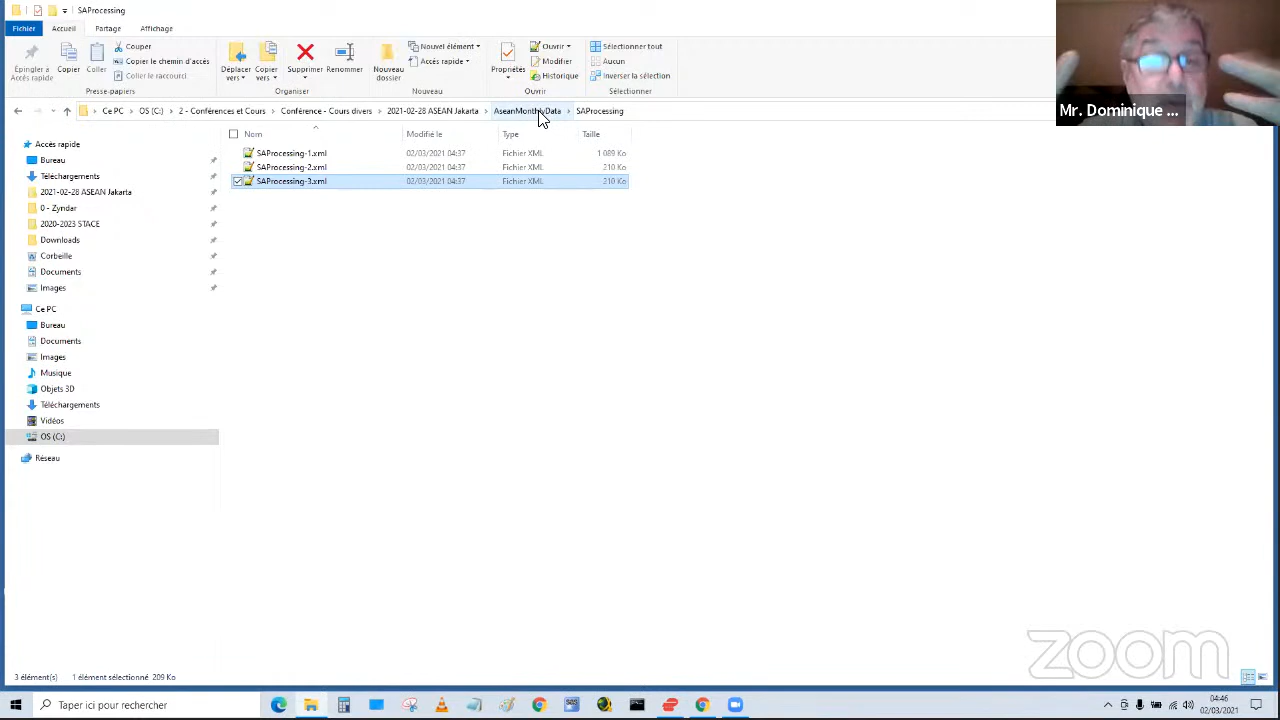 SAProcessing
Fichier
Accueil
Partage
Affichage
Épingler à
Accès rapide
Copier
Coller
Couper
Copier le chemin d'accès
Coller le raccourci
Presse-papiers
Déplacer
vers
Copier
vers
Supprimer
Renommer
Organiser
Nouveau
dossier
Nouvel élément
Accès rapide
Nouveau
Propriétés
Ouvrir
Modifier
Historique
Ouvrir
Sélectionner tout
Aucun
Inverser la sélection
Sélectionner
Mr. Dominique ...
Ce PC > OS (C:) > 2 - Conférences et Cours > Conférence - Cours divers > 2021-02-28 ASEAN Jakarta > AseanMonthlyData > SAProcessing
Nom Modifié le Type Taille
SAProcessing-1.xml 02/03/2021 04:37 Fichier XML 1 089 Ko
SAProcessing-2.xml 02/03/2021 04:37 Fichier XML 210 Ko
SAProcessing-3.xml 02/03/2021 04:37 Fichier XML 210 Ko
Accès rapide
Bureau
Téléchargements
2021-02-28 ASEAN Jakarta
0 - Zyndar
2020-2023 STACE
Downloads
Corbeille
Documents
Images
Ce PC
Bureau
Documents
Images
Musique
Objets 3D
Téléchargements
Vidéos
OS (C:)
Réseau
zoom
3 élément(s) 1 élément sélectionné 209 Ko
Taper ici pour rechercher
04:46
02/03/2021